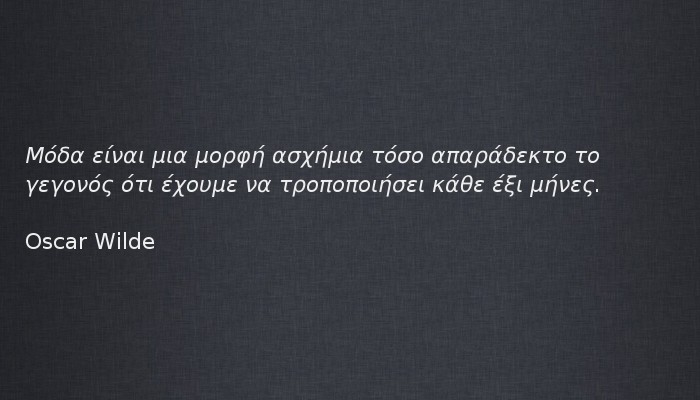 Μόδα είναι μια μορφή ασχήμια τόσο απαράδεκτο το
γεγονός ότι έχουμε να τροποποιήσει κάθε έξι μήνες.
Oscar Wilde